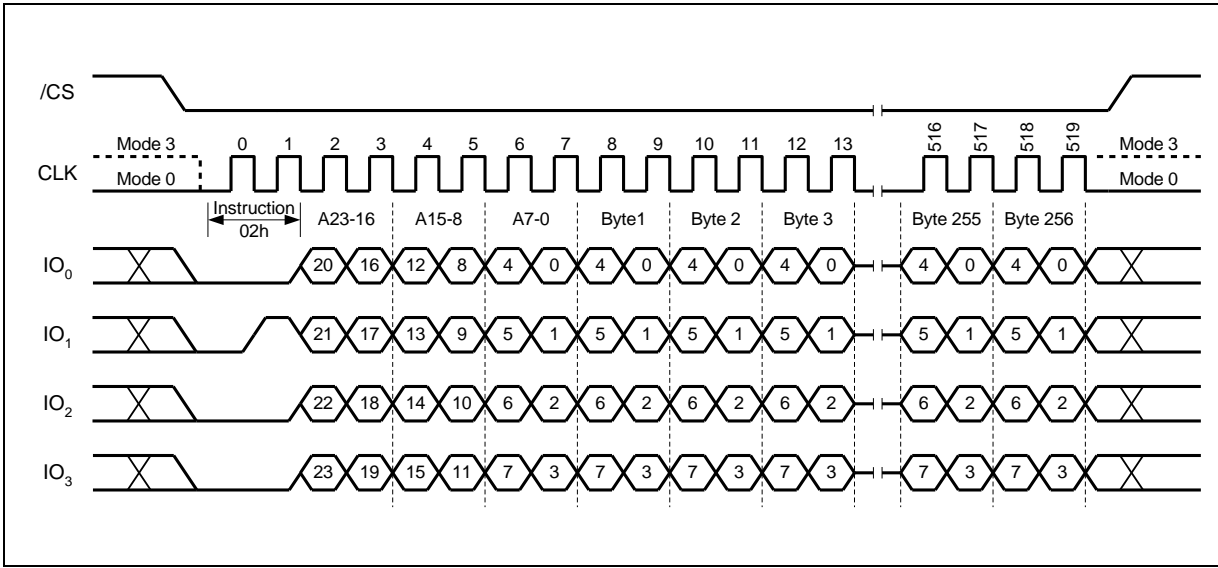 /CS
0 1 2 3 4 5 6 7 8 9 10 11 12 13 516 517 518 519
Mode 3 Mode 3
CLK
Mode 0 Mode 0
Instruction
02h
A23-16 A15-8 A7-0 Byte1 Byte 2 Byte 3 Byte 255 Byte 256
IO0 20 16 12 8 4 0 4 0 4 0 4 0 4 0 4 0
IO1 21 17 13 9 5 1 5 1 5 1 5 1 5 1 5 1
IO2 22 18 14 10 6 2 6 2 6 2 6 2 6 2 6 2
IO3 23 19 15 11 7 3 7 3 7 3 7 3 7 3 7 3